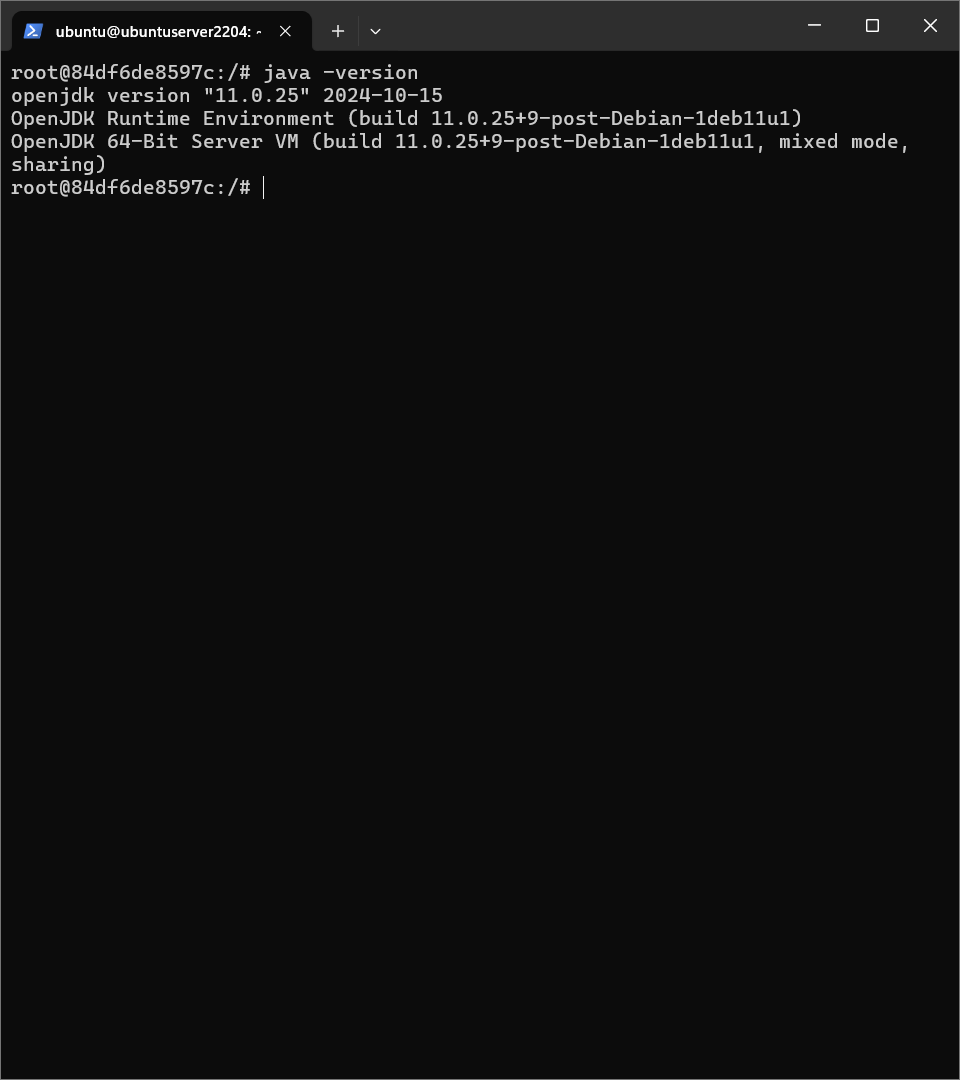 ubuntu@ubuntuserver2204: ~
root@84df6de8597c:/# java -version
openjdk version "11.0.25" 2024-10-15
OpenJDK Runtime Environment (build 11.0.25+9-post-Debian-1deb11u1)
OpenJDK 64-Bit Server VM (build 11.0.25+9-post-Debian-1deb11u1, mixed mode,
sharing)
root@84df6de8597c:/#